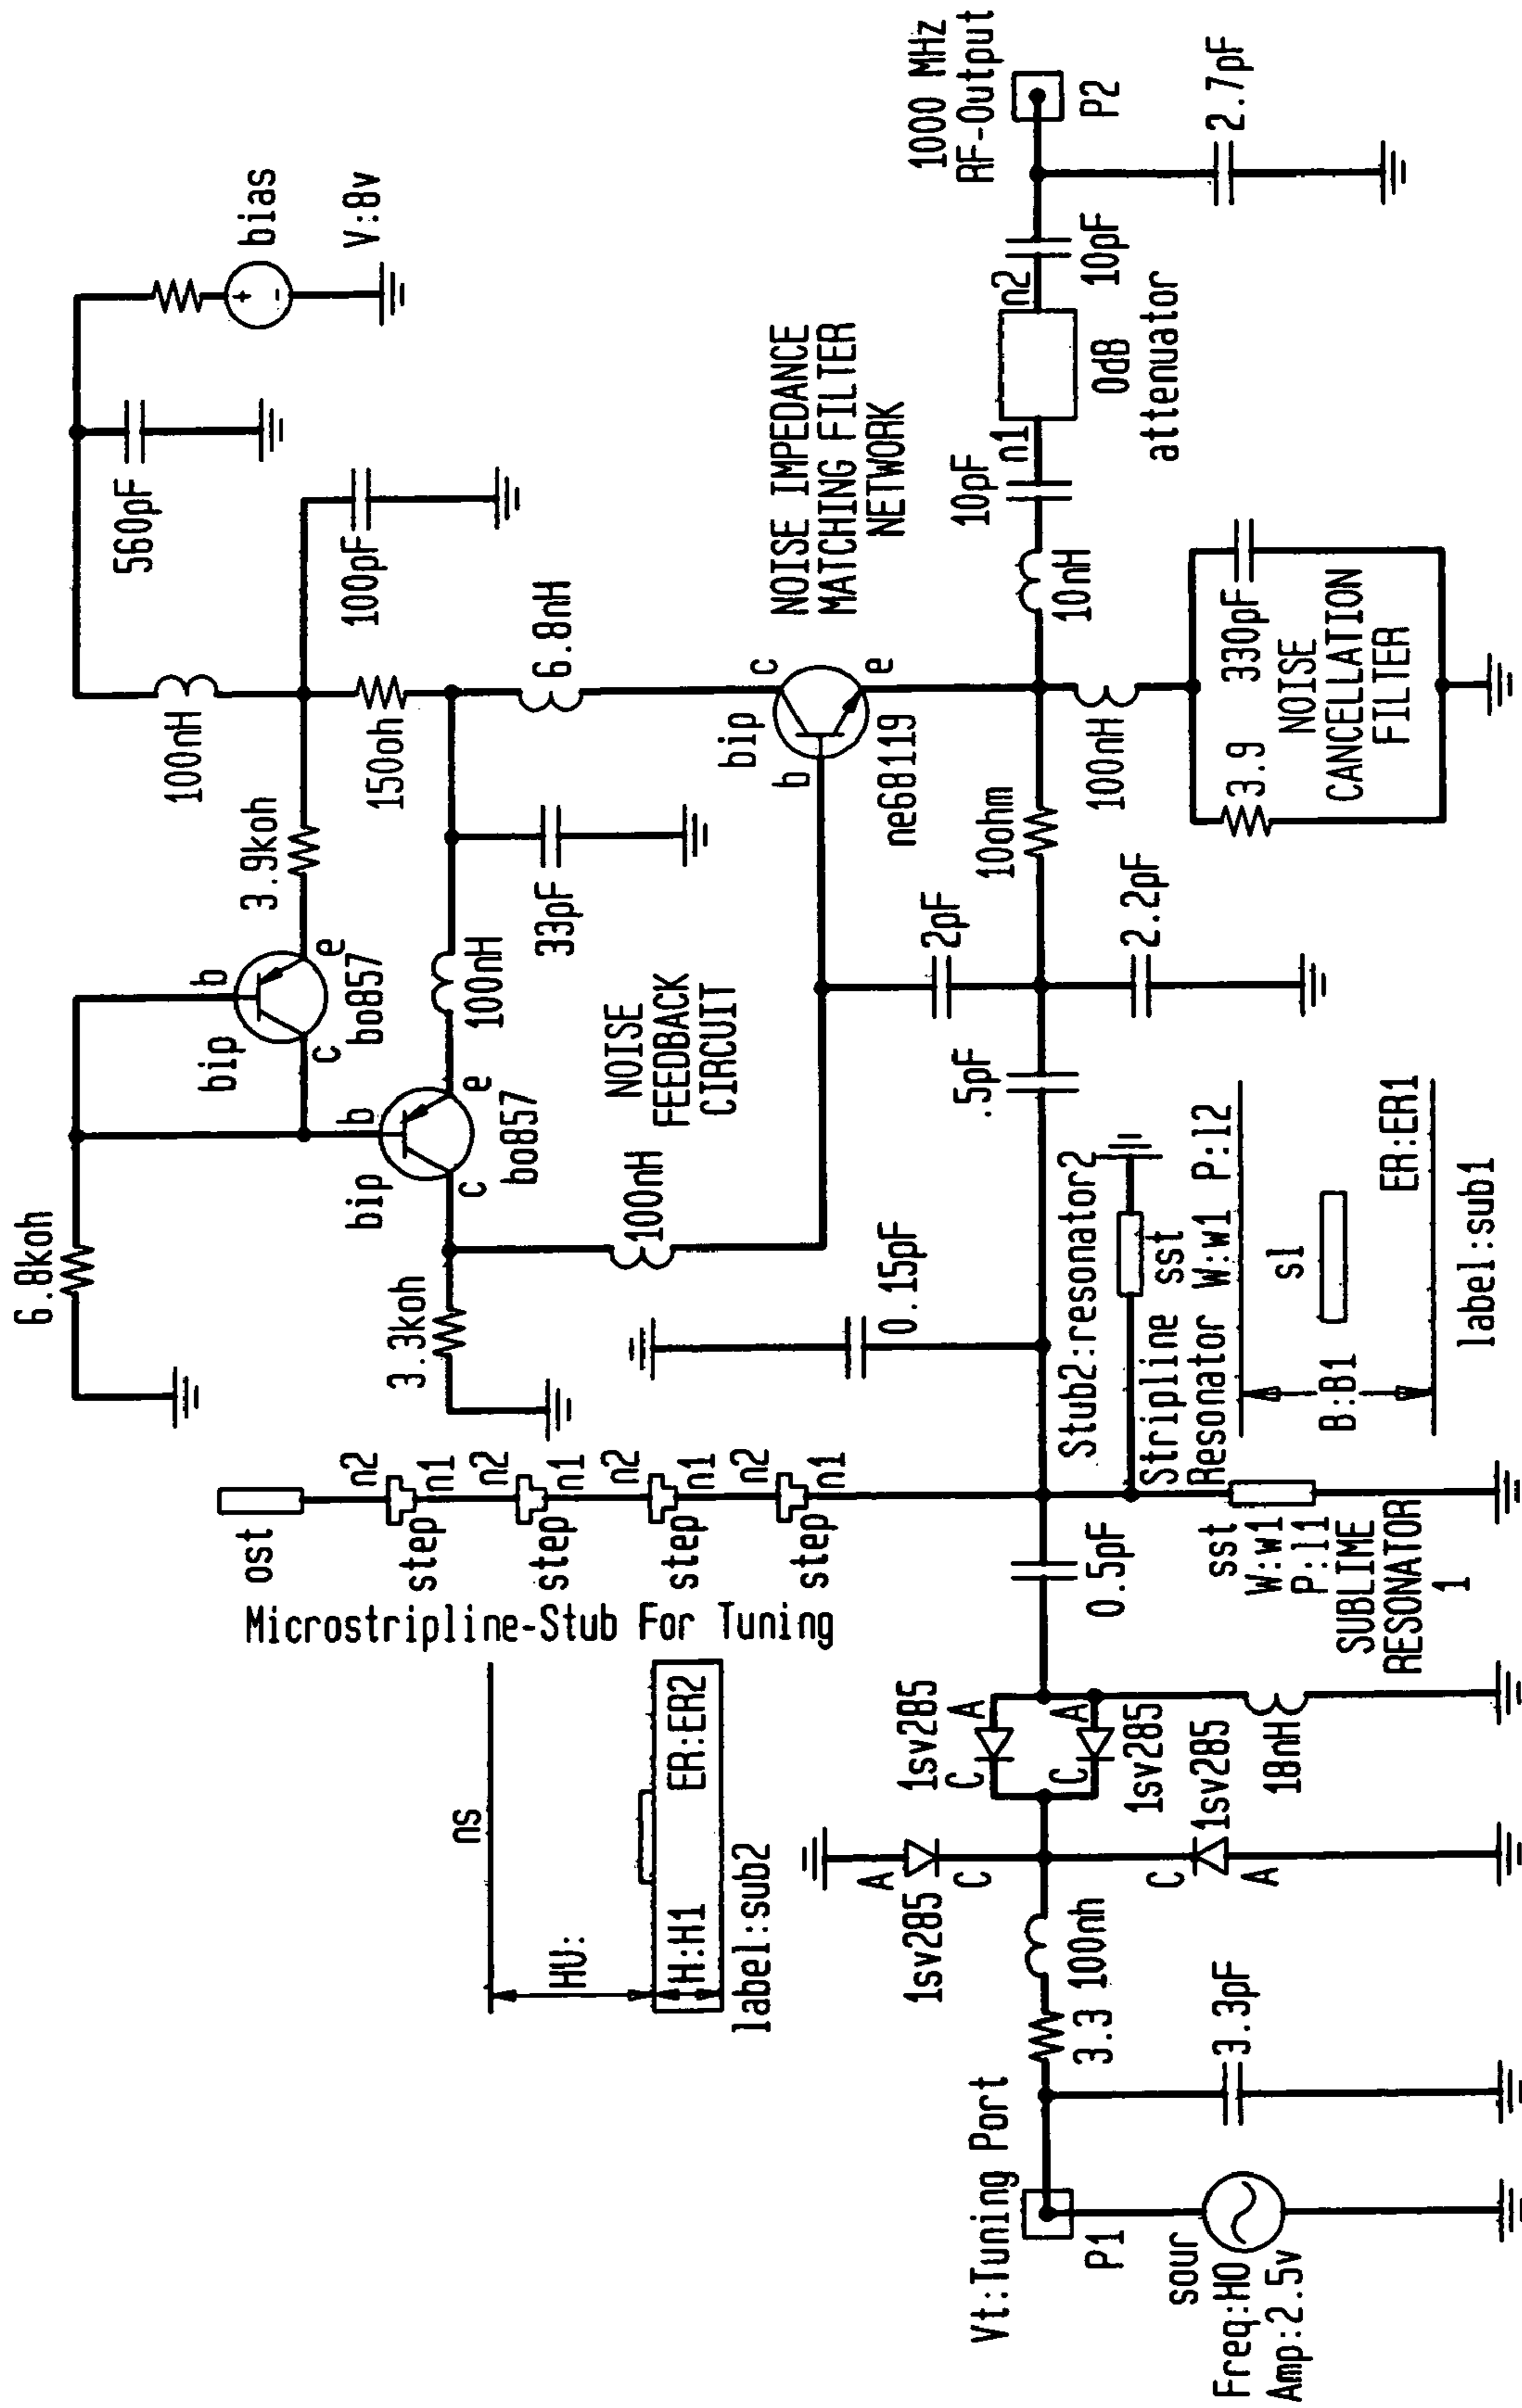 6.8koh
bip
b
c
e
bo857
3.9koh
100nH
560pF
bias
V:8v
+
-
100pF
150oh
3.3koh
bip
b
c
e
bo857
100nH
33pF
6.8nH
100nH
NOISE
FEEDBACK
CIRCUIT
bip
b
c
e
ne68119
NOISE IMPEDANCE
MATCHING FILTER
NETWORK
ost
n2
step
n1
n2
step
n1
n2
step
n1
n2
step
n1
Microstripline-Stub For Tuning
ns
HU:
H:H1
ER:ER2
label:sub2
Vt:Tuning Port
P1
sour
Freq:H0
Amp:2.5v
3.3pF
3.3
100nh
1sv285
A
C
1sv285
C
A
1sv285
C
A
1sv285
C
A
18nH
0.5pF
0.15pF
.5pF
2pF
2.2pF
10ohm
10nH
10pF
n1
n2
0dB
attenuator
10pF
1000 MHz
RF-Output
P2
2.7pF
100nH
3.9
330pF
NOISE
CANCELLATION
FILTER
sst
W:w1
P:l1
SUBLIME
RESONATOR
1
Stub2:resonator2
Stripline sst
Resonator W:w1 P:l2
sl
B:B1
ER:ER1
label:sub1